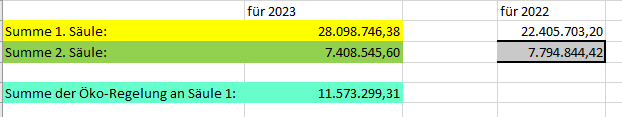 für 2023 für 2022
Summe 1. Säule: 28.098.746,38 22.405.703,20
Summe 2. Säule: 7.408.545,60 7.794.844,42
Summe der Öko-Regelung an Säule 1: 11.573.299,31